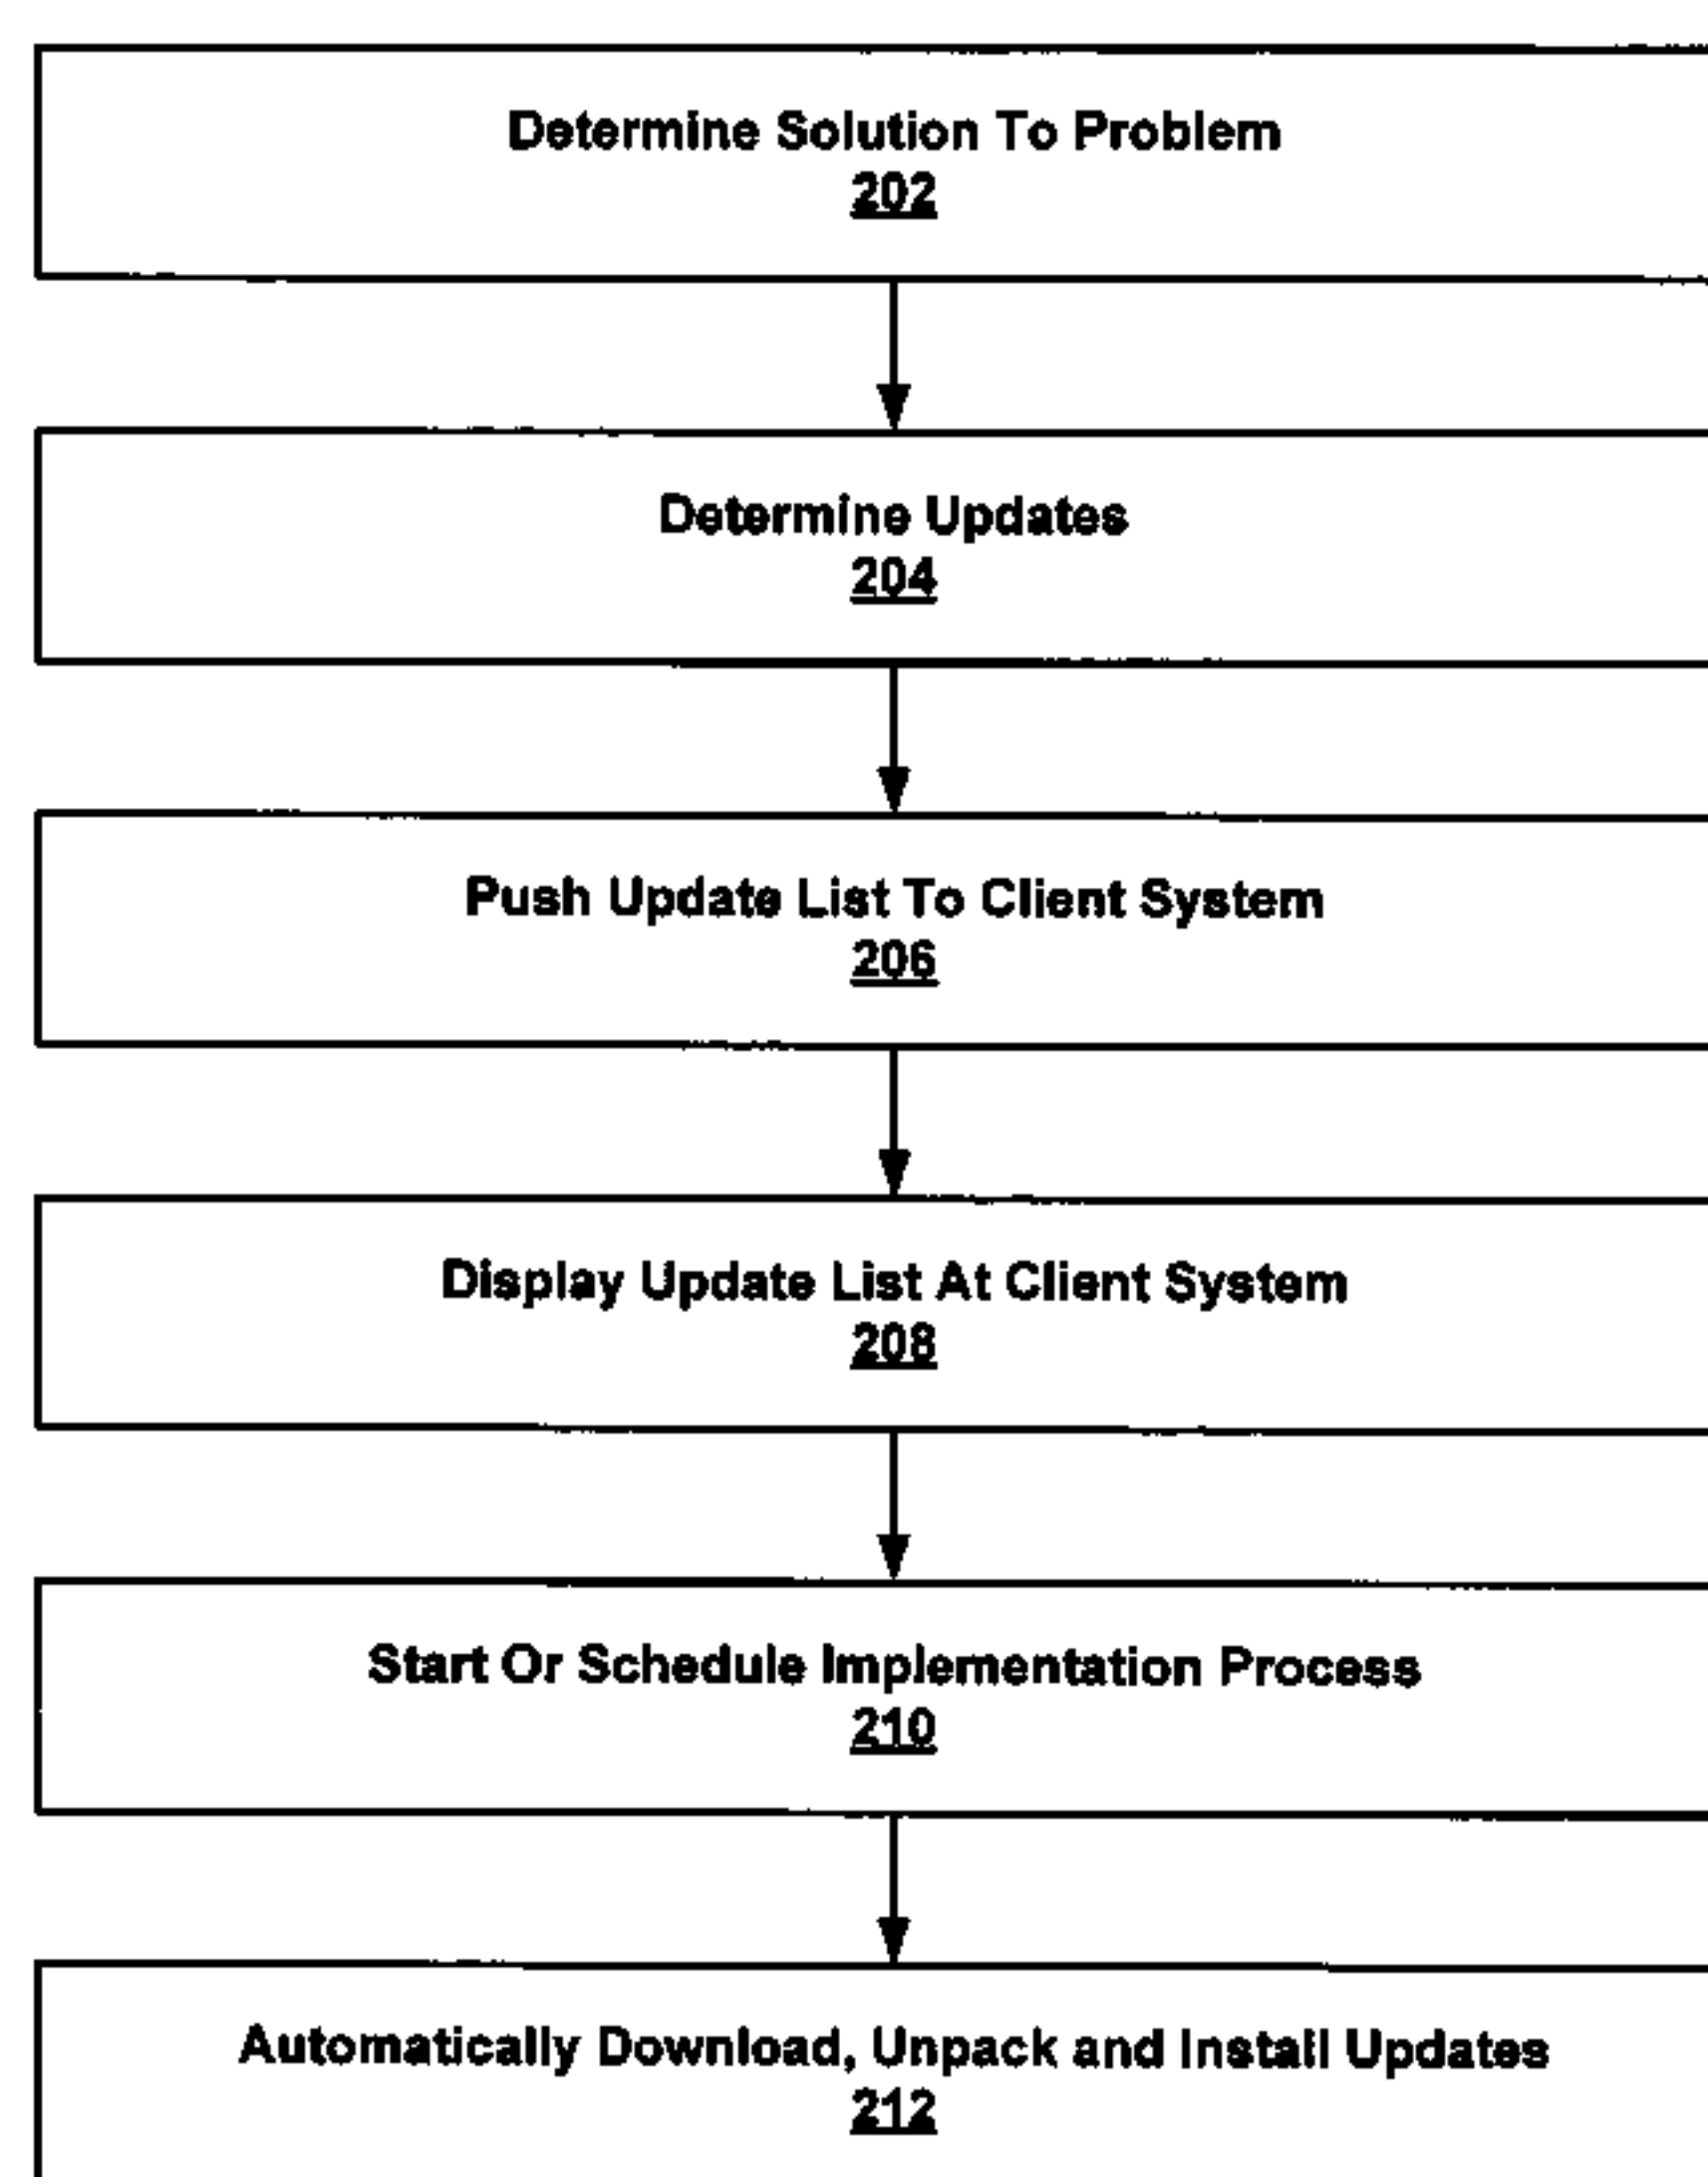 Determine Solution To Problem
202
Determine Updates
204
Push Update List To Client System
206
Display Update List At Client System
208
Start Or Schedule Implementation Process
210
Automatically Download, Unpack and Install Updates
212